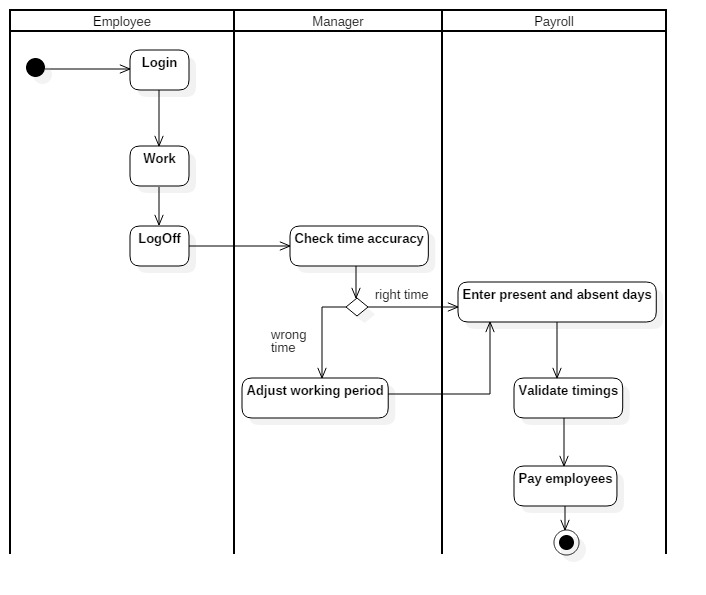 Employee
Manager
Payroll
Login
Work
LogOff
Check time accuracy
right time
Enter present and absent days
wrong
time
Adjust working period
Validate timings
Pay employees